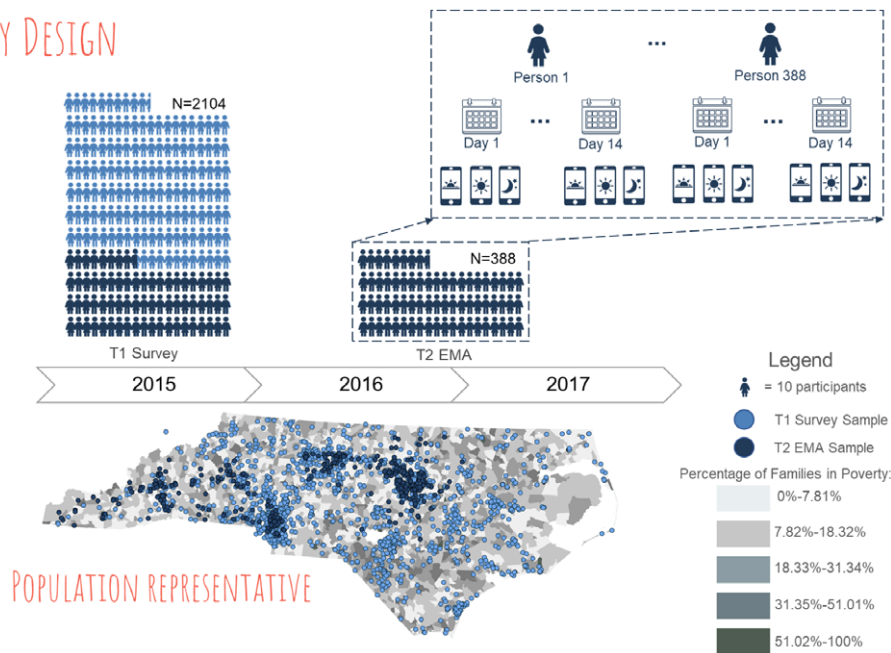 Y DESIGN
N=2104
Person 1
...
Person 388
...
...
Day 1
Day 14
Day 1
Day 14
N=388
T1 Survey
T2 EMA
2015
2016
2017
Legend
= 10 participants
T1 Survey Sample
T2 EMA Sample
Percentage of Families in Poverty:
0%-7.81%
7.82%-18.32%
18.33%-31.34%
31.35%-51.01%
51.02%-100%
POPULATION REPRESENTATIVE